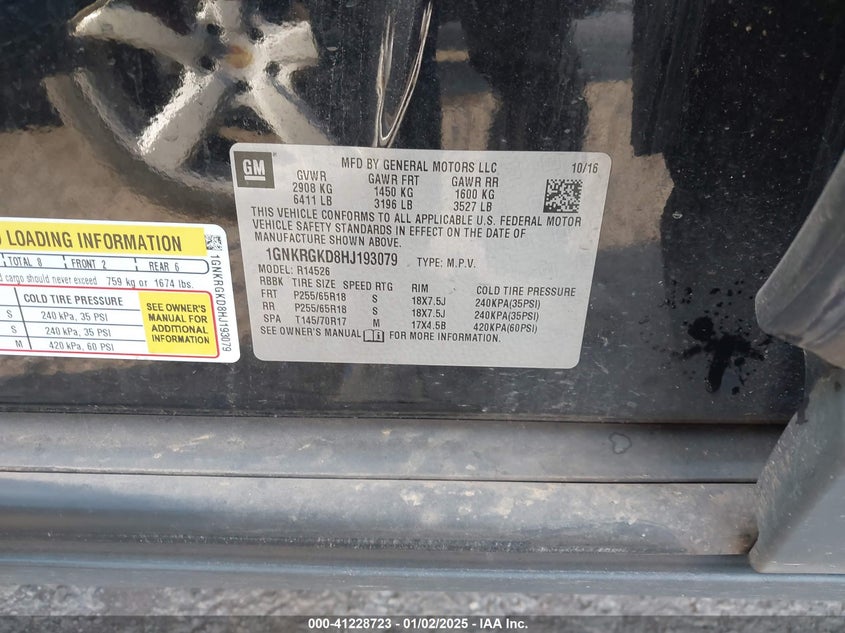 GM
MFD BY GENERAL MOTORS LLC 10/16
GVWR GAWR FRT GAWR RR
2908 KG 1450 KG 1600 KG
6411 LB 3196 LB 3527 LB
THIS VEHICLE CONFORMS TO ALL APPLICABLE U.S. FEDERAL MOTOR
VEHICLE SAFETY STANDARDS IN EFFECT ON THE DATE OF
MANUFACTURE SHOWN ABOVE.
1GNKRGKD8HJ193079 TYPE: M.P.V.
MODEL: R14526
RBBK TIRE SIZE SPEED RTG RIM COLD TIRE PRESSURE
FRT P255/65R18 S 18X7.5J 240KPA(35PSI)
RR P255/65R18 S 18X7.5J 240KPA(35PSI)
SPA T145/70R17 M 17X4.5B 420KPA(60PSI)
SEE OWNER'S MANUAL FOR MORE INFORMATION.
LOADING INFORMATION
TOTAL 8 FRONT 2 REAR 6
d cargo should never exceed 759 kg or 1674 lbs.
COLD TIRE PRESSURE
S 240 kPa, 35 PSI
S 240 kPa, 35 PSI
M 420 kPa, 60 PSI
SEE OWNER'S
MANUAL FOR
ADDITIONAL
INFORMATION
1GNKRGKD8HJ193079
000-41228723 - 01/02/2025 - IAA Inc.